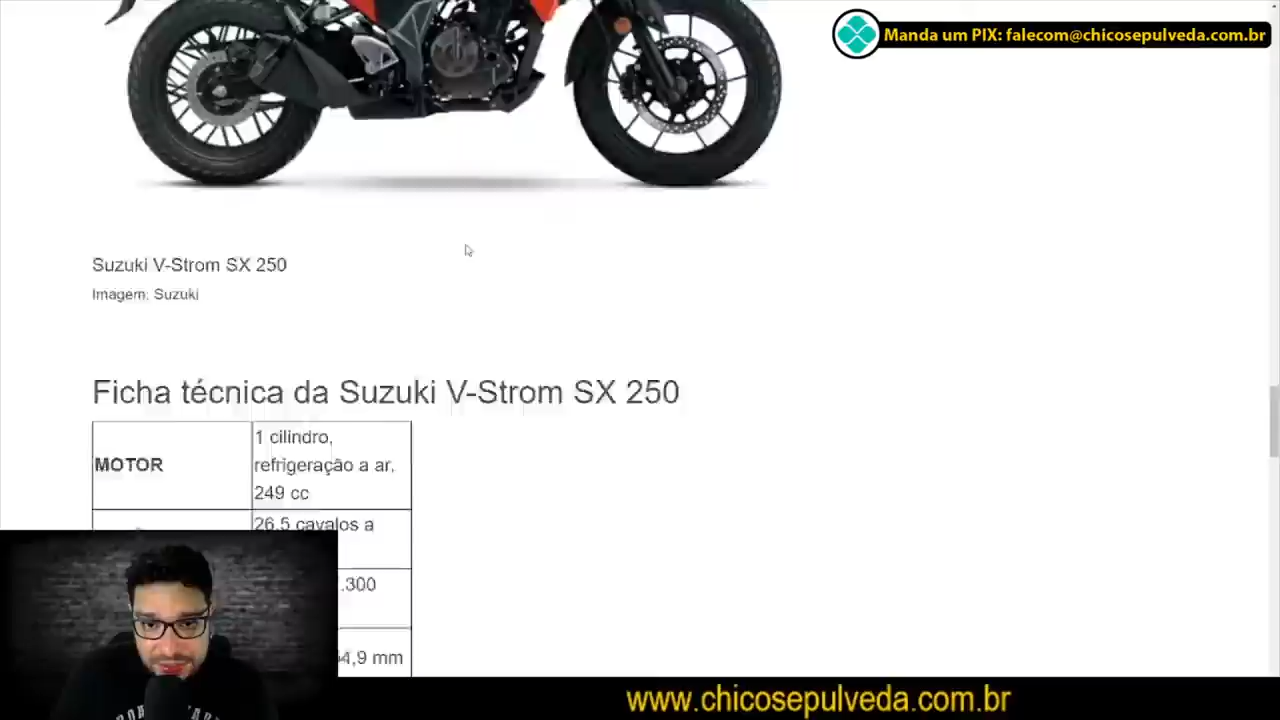 Manda um PIX: falecom@chicosepulveda.com.br
Suzuki V-Strom SX 250
Imagem: Suzuki
Ficha técnica da Suzuki V-Strom SX 250
MOTOR
1 cilindro,
refrigeração a ar,
249 cc
26,5 cavalos a
.300
4,9 mm
www.chicosepulveda.com.br